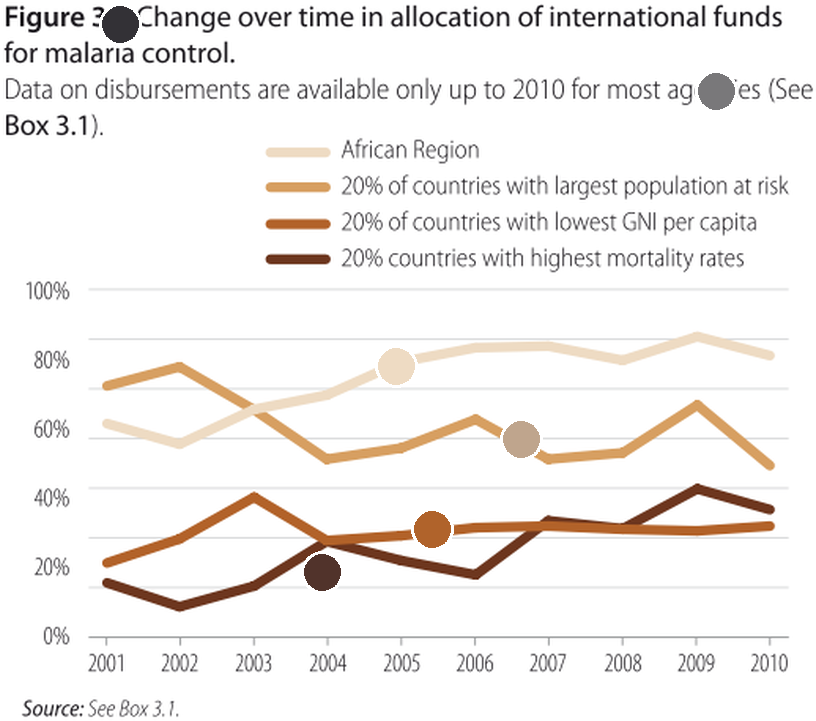 Figure 3 Change over time in allocation of international funds
for malaria control.
Data on disbursements are available only up to 2010 for most (See
Box 3.1).
African Region
20% of countries with largest population at risk
20% of countries with lowest GNI per capita
20% countries with highest mortality rates
100%
80%
60%
40%
20%
0%
2001 2002 2003 2004 2005 2006 2007 2008 2009 2010
Source: See Box 3.1.